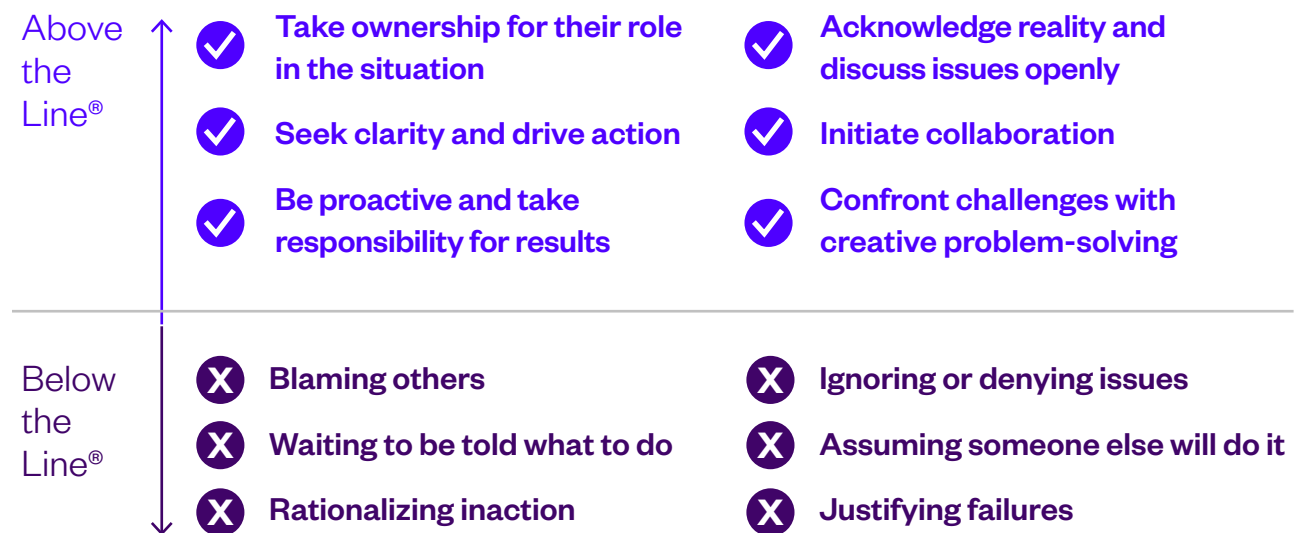 Above
the
Line®
Take ownership for their role
in the situation
Acknowledge reality and
discuss issues openly
Seek clarity and drive action
Initiate collaboration
Be proactive and take
responsibility for results
Confront challenges with
creative problem-solving
Below
the
Line®
X Blaming others
X Ignoring or denying issues
X Waiting to be told what to do
X Assuming someone else will do it
X Rationalizing inaction
X Justifying failures